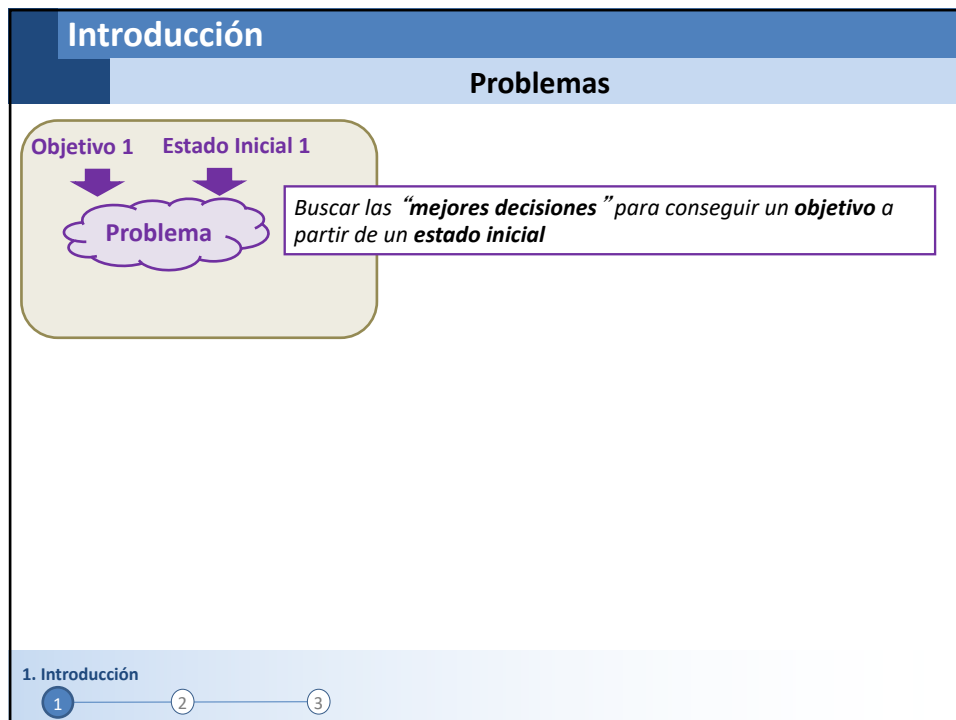 Introducción
Problemas
Objetivo 1 Estado Inicial 1
Problema
Buscar las “mejores decisiones” para conseguir un objetivo a
partir de un estado inicial
1. Introducción
1 2 3